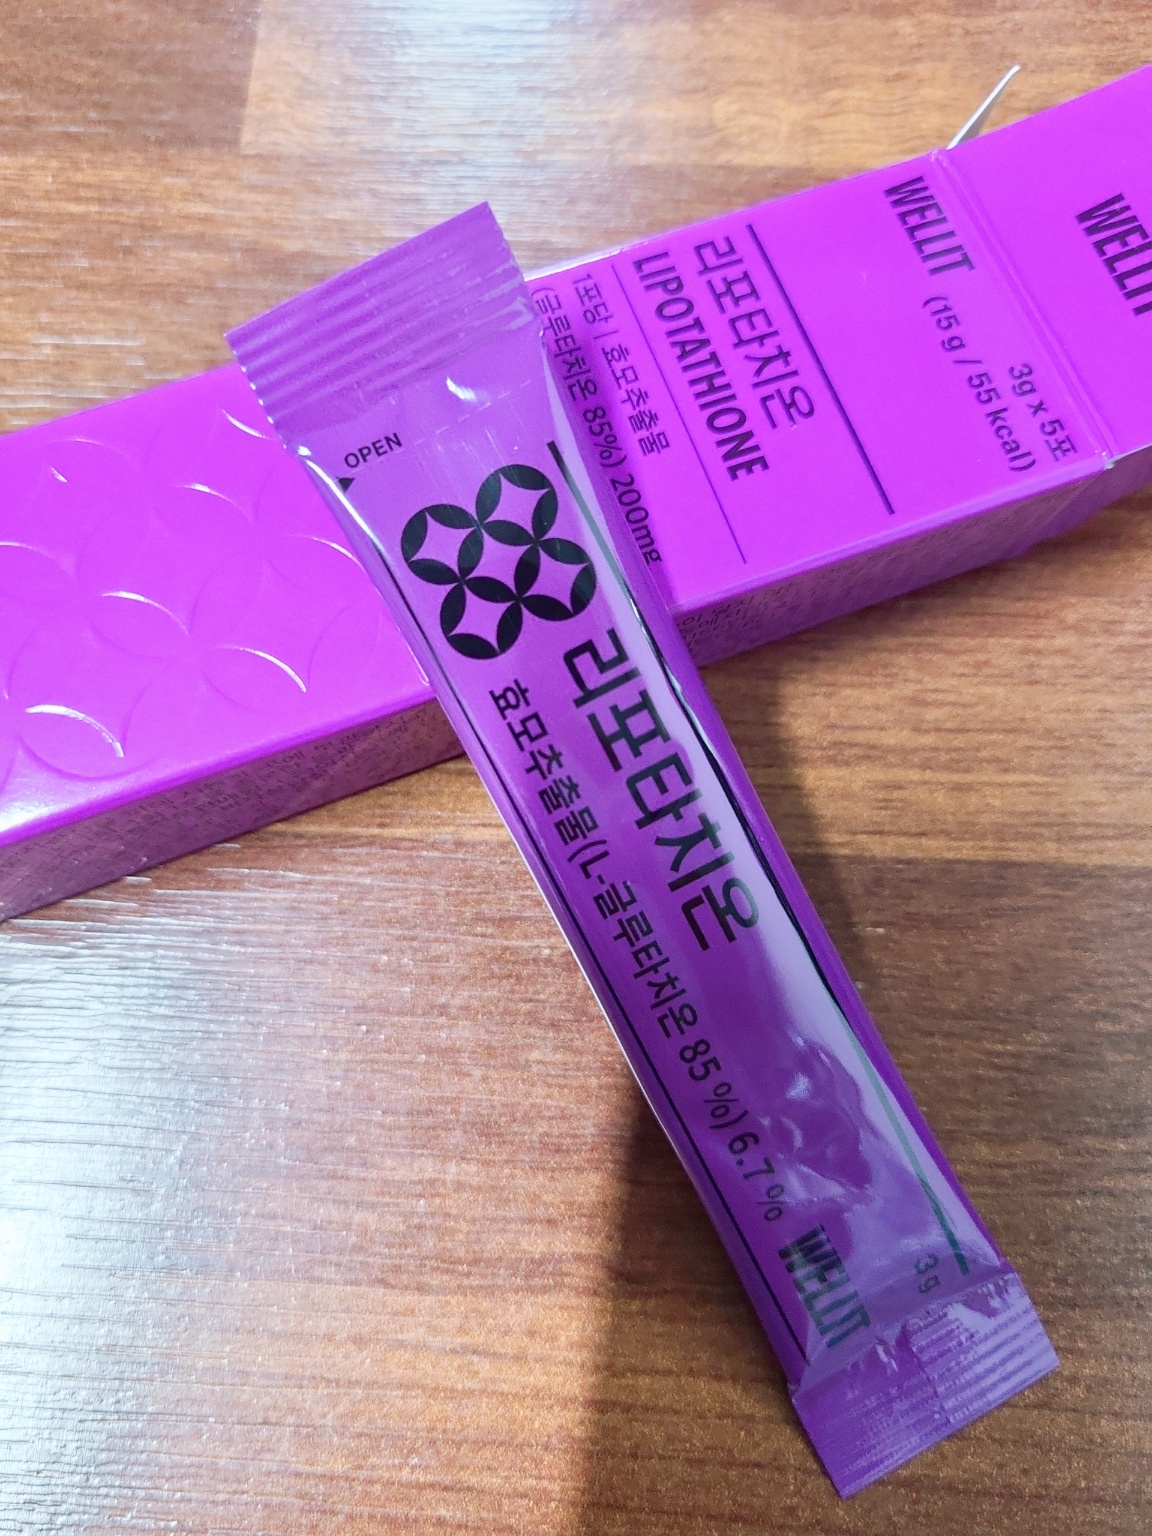 WELLIT
WELLIT
3g x 5포
(15 g / 55 kcal)
리포타치온
LIPOTATHIONE
1포당 | 효모추출물
(글루타치온 85%) 200mg
OPEN
리포타치온
효모추출물(L-글루타치온 85 %) 6.7 %
3g
WELLIT